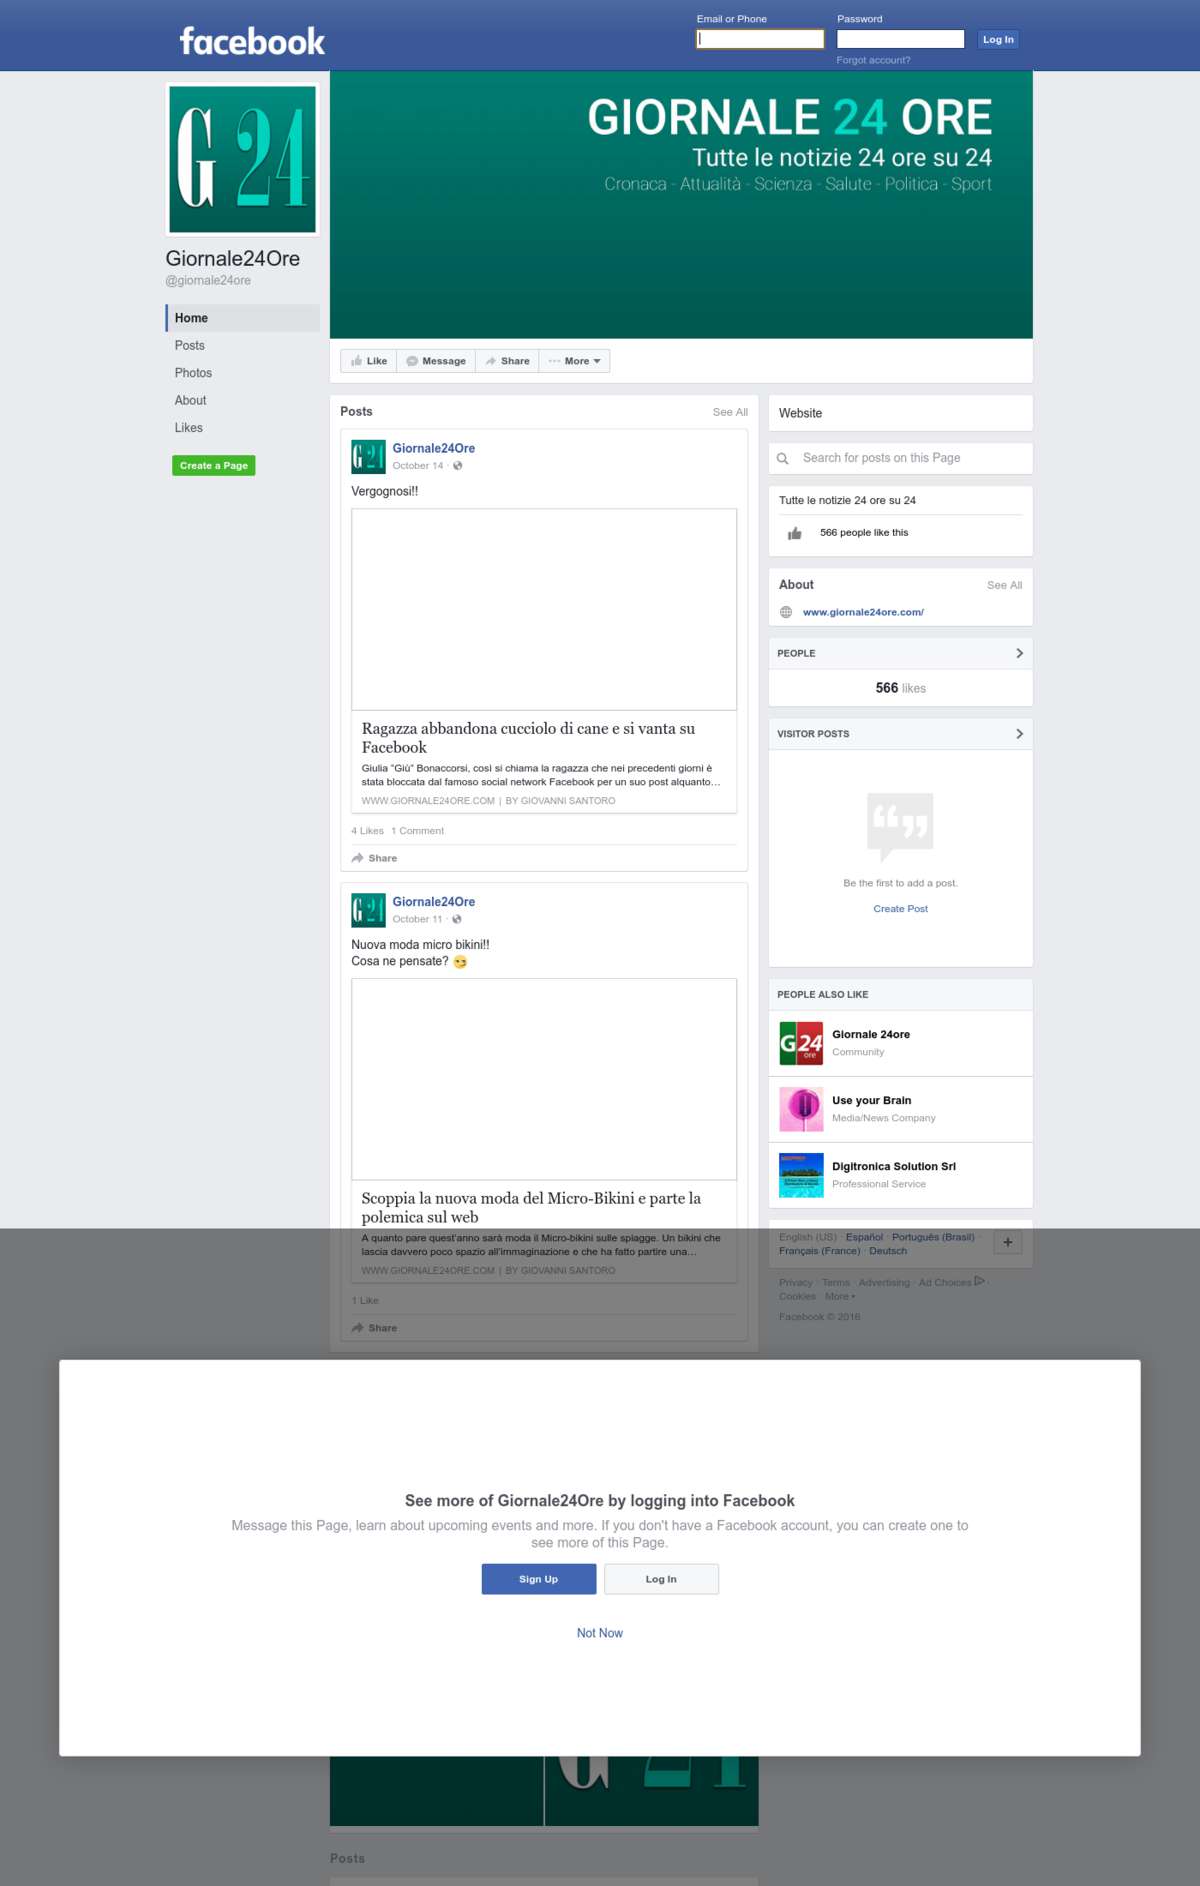 facebook
Email or Phone
Password
Log In
Forgot account?
G 24
GIORNALE 24 ORE
Tutte le notizie 24 ore su 24
Cronaca - Attualità - Scienza - Salute - Politica - Sport
Giornale24Ore
@giornale24ore
Home
Posts
Photos
About
Likes
Create a Page
Like
Message
Share
More
Posts
See All
G 24
Giornale24Ore
October 14 ·
Vergognosi!!
Ragazza abbandona cucciolo di cane e si vanta su
Facebook
Giulia "Giù" Bonaccorsi, così si chiama la ragazza che nei precedenti giorni è
stata bloccata dal famoso social network Facebook per un suo post alquanto…
WWW.GIORNALE24ORE.COM | BY GIOVANNI SANTORO
4 Likes 1 Comment
Share
G 24
Giornale24Ore
October 11 ·
Nuova moda micro bikini!!
Cosa ne pensate? 😏
Scoppia la nuova moda del Micro-Bikini e parte la
polemica sul web
A quanto pare quest'anno sarà moda il Micro-bikini sulle spiagge. Un bikini che
lascia davvero poco spazio all'immaginazione e che ha fatto partire una…
WWW.GIORNALE24ORE.COM | BY GIOVANNI SANTORO
1 Like
Share
Website
Search for posts on this Page
Tutte le notizie 24 ore su 24
566 people like this
About
See All
www.giornale24ore.com/
PEOPLE
566 likes
VISITOR POSTS
Be the first to add a post.
Create Post
PEOPLE ALSO LIKE
G24
ore
Giornale 24ore
Community
Use your Brain
Media/News Company
Digitronica Solution Srl
Professional Service
English (US) · Español · Português (Brasil) ·
Français (France) · Deutsch
Privacy · Terms · Advertising · Ad Choices ·
Cookies · More
Facebook © 2016
See more of Giornale24Ore by logging into Facebook
Message this Page, learn about upcoming events and more. If you don't have a Facebook account, you can create one to
see more of this Page.
Sign Up
Log In
Not Now
G 24
Posts